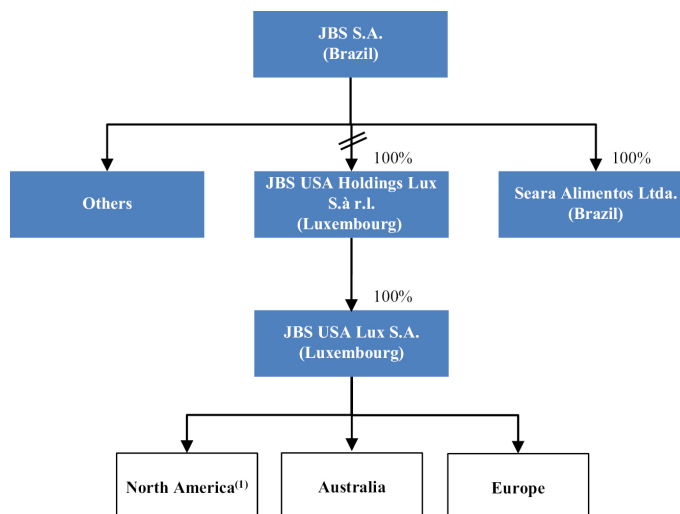 JBS S.A.
(Brazil)
100%
100%
Others
JBS USA Holdings Lux
S.à r.l.
(Luxembourg)
Seara Alimentos Ltda.
(Brazil)
100%
JBS USA Lux S.A.
(Luxembourg)
North America(1)
Australia
Europe